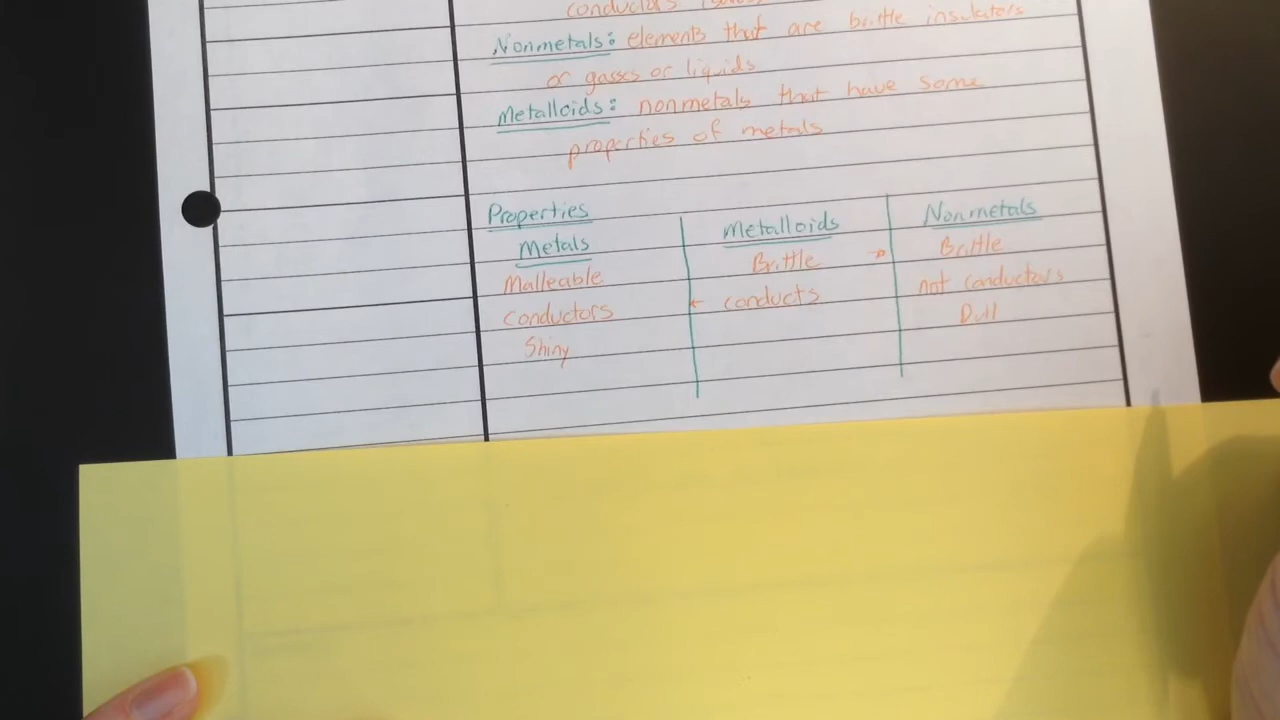 conductors
Nonmetals: elements that are brittle insulators
or gasses or liquids
Metalloids: nonmetals that have some
properties of metals
Properties
Metals
Malleable
Conductors
Shiny
Metalloids
Brittle →
← conducts
Nonmetals
Brittle
not conductors
Dull